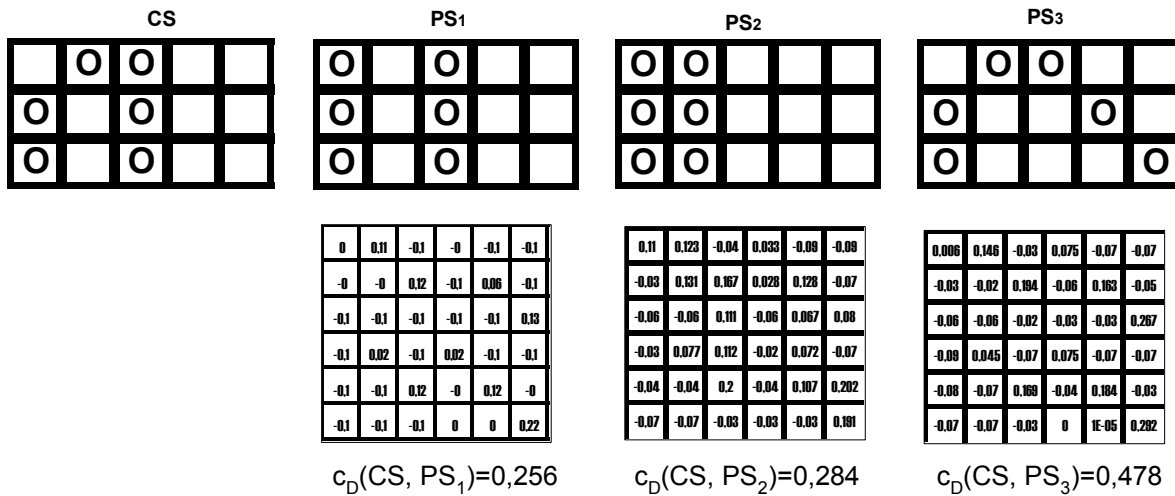 CS PS1 PS2 PS3
O O O O O O O O
O O O O O O O O
O O O O O O O O
0 0,11 -0,1 -0 -0,1 -0,1
-0 -0 0,12 -0,1 0,06 -0,1
-0,1 -0,1 -0,1 -0,1 -0,1 0,13
-0,1 0,02 -0,1 0,02 -0,1 -0,1
-0,1 -0,1 0,12 -0 0,12 -0
-0,1 -0,1 -0,1 0 0 0,22
0,11 0,123 -0,04 0,033 -0,09 -0,09
-0,03 0,131 0,167 0,028 0,128 -0,07
-0,06 -0,06 0,111 -0,06 0,067 0,08
-0,03 0,077 0,112 -0,02 0,072 -0,07
-0,04 -0,04 0,2 -0,04 0,107 0,202
-0,07 -0,07 -0,03 -0,03 -0,03 0,191
0,006 0,146 -0,03 0,075 -0,07 -0,07
-0,03 -0,02 0,194 -0,06 0,163 -0,05
-0,06 -0,06 -0,02 -0,03 -0,03 0,267
-0,09 0,045 -0,07 0,075 -0,07 -0,07
-0,08 -0,07 0,169 -0,04 0,184 -0,03
-0,07 -0,07 -0,03 0 1E-05 0,292
cD(CS, PS1)=0,256 cD(CS, PS2)=0,284 cD(CS, PS3)=0,478